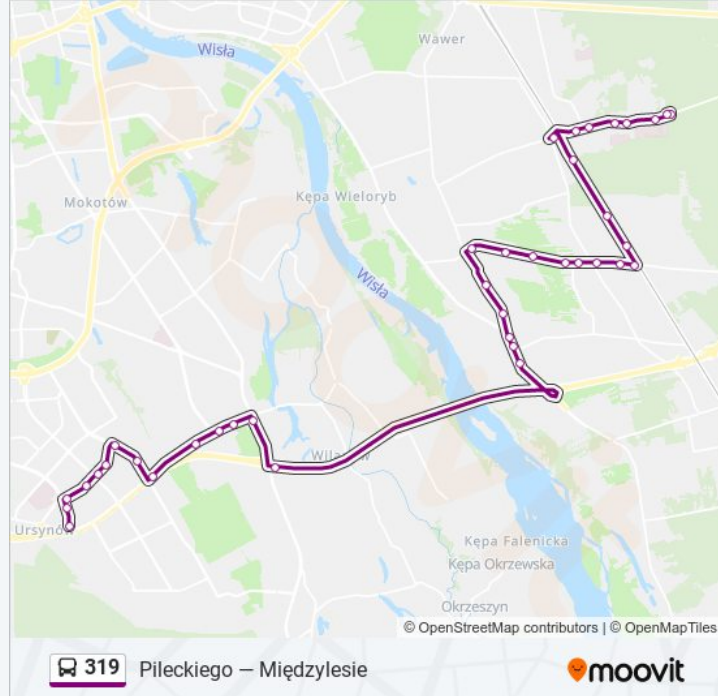 Wisła
Wawer
Mokotów
Kępa Wieloryb
Wisła
Ursynów
Kępa Falenicka
Kępa Okrzewska
Okrzeszyn
© OpenStreetMap contributors | © OpenMapTiles
319 Pileckiego — Międzylesie
moovit